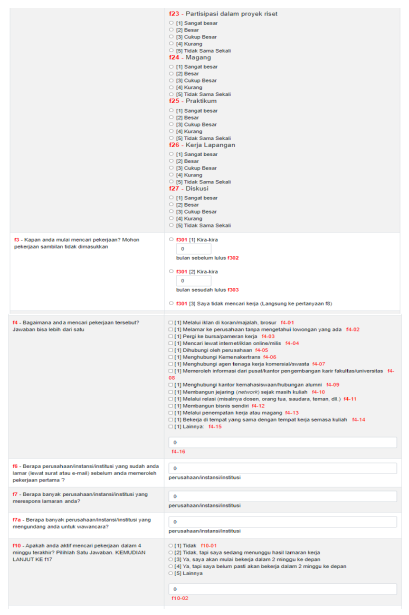 f23 - Partisipasi dalam proyek riset
[1] Sangat besar
[2] Besar
[3] Cukup Besar
[4] Kurang
[5] Tidak Sama Sekali
f24 - Magang
[1] Sangat besar
[2] Besar
[3] Cukup Besar
[4] Kurang
[5] Tidak Sama Sekali
f25 - Praktikum
[1] Sangat besar
[2] Besar
[3] Cukup Besar
[4] Kurang
[5] Tidak Sama Sekali
f26 - Kerja Lapangan
[1] Sangat besar
[2] Besar
[3] Cukup Besar
[4] Kurang
[5] Tidak Sama Sekali
f27 - Diskusi
[1] Sangat besar
[2] Besar
[3] Cukup Besar
[4] Kurang
[5] Tidak Sama Sekali
f3 - Kapan anda mulai mencari pekerjaan? Mohon
pekerjaan sambilan tidak dimasukkan
f301 [1] Kira-kira
0
bulan sebelum lulus f302
f301 [2] Kira-kira
0
bulan sesudah lulus f303
f301 [3] Saya tidak mencari kerja (Langsung ke pertanyaan f8)
f4 - Bagaimana anda mencari pekerjaan tersebut?
Jawaban bisa lebih dari satu
[1] Melalui iklan di koran/majalah, brosur f4-01
[1] Melamar ke perusahaan tanpa mengetahui lowongan yang ada f4-02
[1] Pergi ke bursa/pameran kerja f4-03
[1] Mencari lewat internet/iklan online/milis f4-04
[1] Dihubungi oleh perusahaan f4-05
[1] Menghubungi Kemenakertrans f4-06
[1] Menghubungi agen tenaga kerja komersial/swasta f4-07
[1] Memeroleh informasi dari pusat/kantor pengembangan karir fakultas/universitas f4-
08
[1] Menghubungi kantor kemahasiswaan/hubungan alumni f4-09
[1] Membangun jejaring (network) sejak masih kuliah f4-10
[1] Melalui relasi (misalnya dosen, orang tua, saudara, teman, dll.) f4-11
[1] Membangun bisnis sendiri f4-12
[1] Melalui penempatan kerja atau magang f4-13
[1] Bekerja di tempat yang sama dengan tempat kerja semasa kuliah f4-14
[1] Lainnya: f4-15
0
f4-16
f6 - Berapa perusahaan/instansi/institusi yang sudah anda
lamar (lewat surat atau e-mail) sebelum anda memeroleh
pekerjaan pertama ?
0
perusahaan/instansi/institusi
f7 - Berapa banyak perusahaan/instansi/institusi yang
merespons lamaran anda?
0
perusahaan/instansi/institusi
f7a - Berapa banyak perusahaan/instansi/institusi yang
mengundang anda untuk wawancara?
0
perusahaan/instansi/institusi
f10 - Apakah anda aktif mencari pekerjaan dalam 4
minggu terakhir? Pilihlah Satu Jawaban. KEMUDIAN
LANJUT KE f17
[1] Tidak f10-01
[2] Tidak, tapi saya sedang menunggu hasil lamaran kerja
[3] Ya, saya akan mulai bekerja dalam 2 minggu ke depan
[4] Ya, tapi saya belum pasti akan bekerja dalam 2 minggu ke depan
[5] Lainnya
0
f10-02